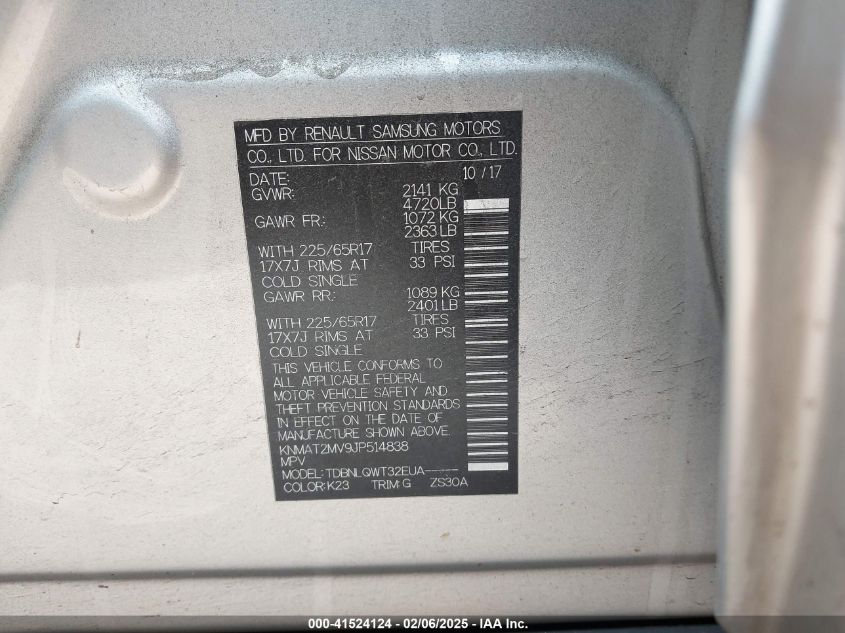 MFD BY RENAULT SAMSUNG MOTORS
CO., LTD. FOR NISSAN MOTOR CO., LTD.
DATE: 10/17
GVWR: 2141 KG
4720LB
GAWR FR: 1072 KG
2363 LB
WITH 225/65R17 TIRES
17X7J RIMS AT 33 PSI
COLD SINGLE
GAWR RR: 1089 KG
2401 LB
WITH 225/65R17 TIRES
17X7J RIMS AT 33 PSI
COLD SINGLE
THIS VEHICLE CONFORMS TO
ALL APPLICABLE FEDERAL
MOTOR VEHICLE SAFETY AND
THEFT PREVENTION STANDARDS
IN EFFECT ON THE DATE OF
MANUFACTURE SHOWN ABOVE.
KNMAT2MV9JP514838
MPV
MODEL: TDBNLQWT32EUA-----
COLOR:K23 TRIM:G ZS30A
000-41524124 — 02/06/2025 — IAA Inc.